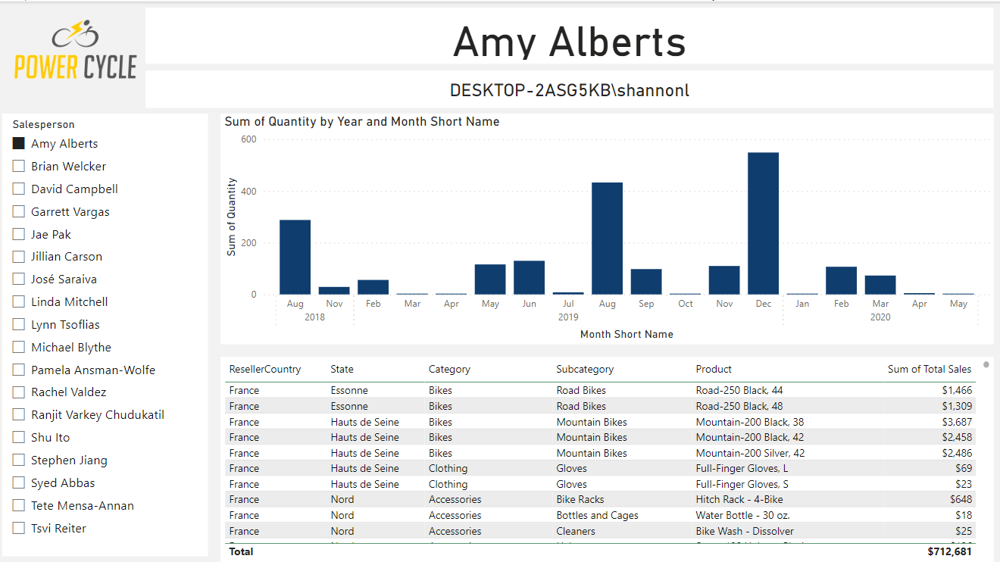 POWER CYCLE
Amy Alberts
DESKTOP-2ASG5KB\shannonl
Salesperson
Amy Alberts
Brian Welcker
David Campbell
Garrett Vargas
Jae Pak
Jillian Carson
José Saraiva
Linda Mitchell
Lynn Tsoflias
Michael Blythe
Pamela Ansman-Wolfe
Rachel Valdez
Ranjit Varkey Chudukatil
Shu Ito
Stephen Jiang
Syed Abbas
Tete Mensa-Annan
Tsvi Reiter
Sum of Quantity by Year and Month Short Name
Sum of Quantity
600
400
200
0
Aug Nov Feb Mar Apr May Jun Jul Aug Sep Oct Nov Dec Jan Feb Mar Apr May
2018 2019 2020
Month Short Name
ResellerCountry State Category Subcategory Product Sum of Total Sales
France Essonne Bikes Road Bikes Road-250 Black, 44 $1,466
France Essonne Bikes Road Bikes Road-250 Black, 48 $1,309
France Hauts de Seine Bikes Mountain Bikes Mountain-200 Black, 38 $3,687
France Hauts de Seine Bikes Mountain Bikes Mountain-200 Black, 42 $2,458
France Hauts de Seine Bikes Mountain Bikes Mountain-200 Silver, 42 $2,486
France Hauts de Seine Clothing Gloves Full-Finger Gloves, L $69
France Hauts de Seine Clothing Gloves Full-Finger Gloves, S $23
France Nord Accessories Bike Racks Hitch Rack - 4-Bike $648
France Nord Accessories Bottles and Cages Water Bottle - 30 oz. $18
France Nord Accessories Cleaners Bike Wash - Dissolver $25
Total $712,681